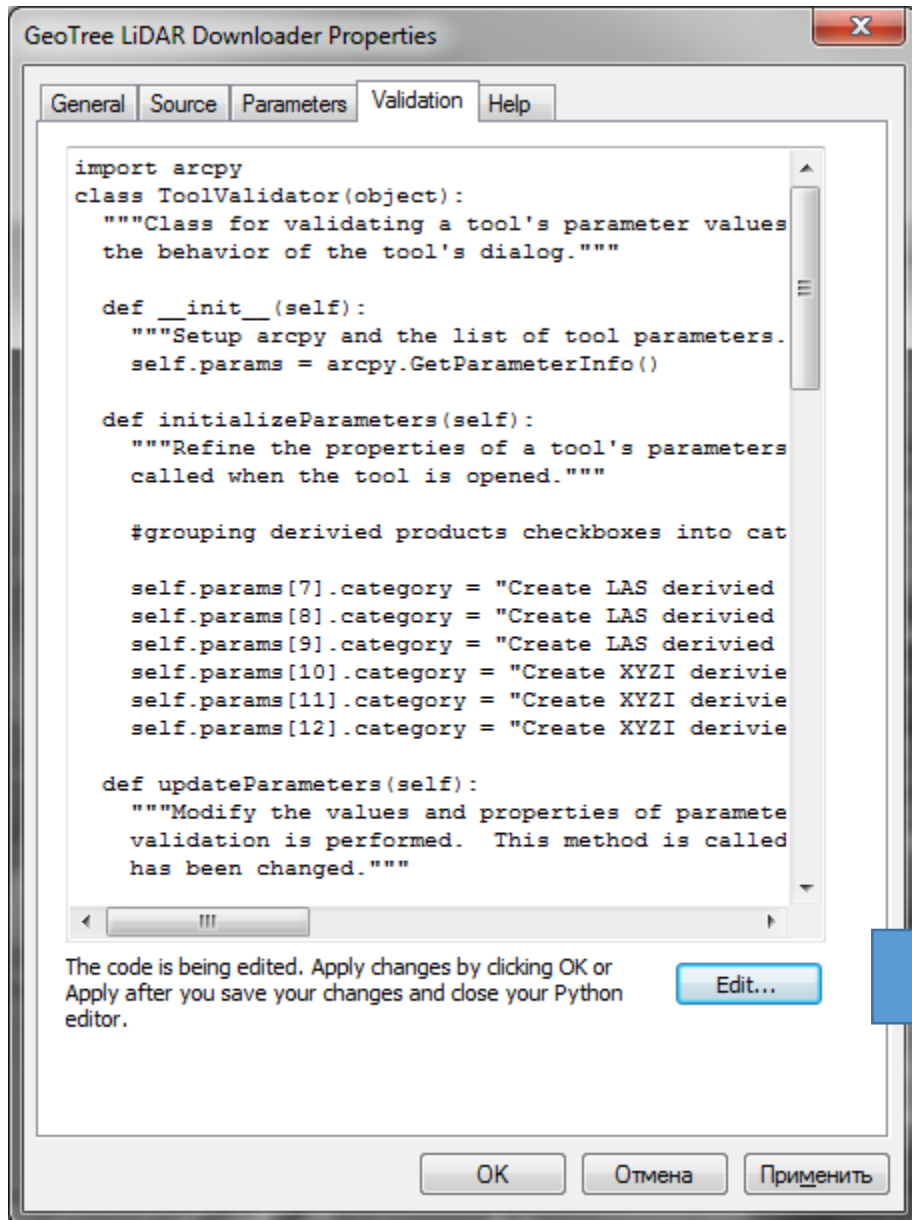 GeoTree LiDAR Downloader Properties
General Source Parameters Validation Help
import arcpy
class ToolValidator(object):
"""Class for validating a tool's parameter values
the behavior of the tool's dialog."""
def __init__(self):
"""Setup arcpy and the list of tool parameters.
self.params = arcpy.GetParameterInfo()
def initializeParameters(self):
"""Refine the properties of a tool's parameters
called when the tool is opened."""
#grouping derivied products checkboxes into cat
self.params[7].category = "Create LAS derivied
self.params[8].category = "Create LAS derivied
self.params[9].category = "Create LAS derivied
self.params[10].category = "Create XYZI derivie
self.params[11].category = "Create XYZI derivie
self.params[12].category = "Create XYZI derivie
def updateParameters(self):
"""Modify the values and properties of paramete
validation is performed.  This method is called
has been changed."""
The code is being edited. Apply changes by clicking OK or
Apply after you save your changes and close your Python
editor.
Edit...
OK Отмена Применить